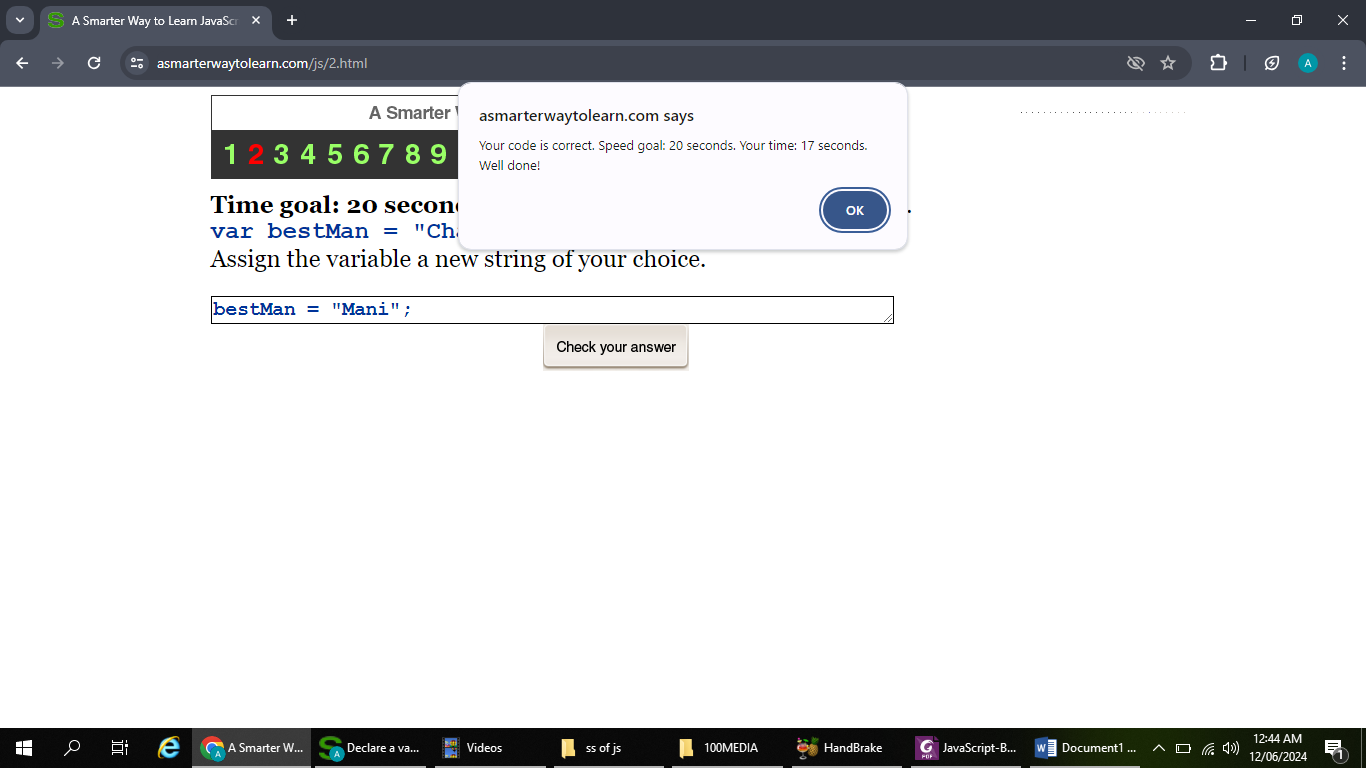 A Smarter Way to Learn JavaScr
asmarterwaytolearn.com/js/2.html
A
A Smarter
1 2 3 4 5 6 7 8 9
asmarterwaytolearn.com says
Your code is correct. Speed goal: 20 seconds. Your time: 17 seconds.
Well done!
OK
Time goal: 20 secon
.
var bestMan = "Cha
Assign the variable a new string of your choice.
bestMan = "Mani";
Check your answer
A Smarter W...
Declare a va...
Videos
ss of js
100MEDIA
HandBrake
JavaScript-B...
Document1 ...
12:44 AM
12/06/2024
1